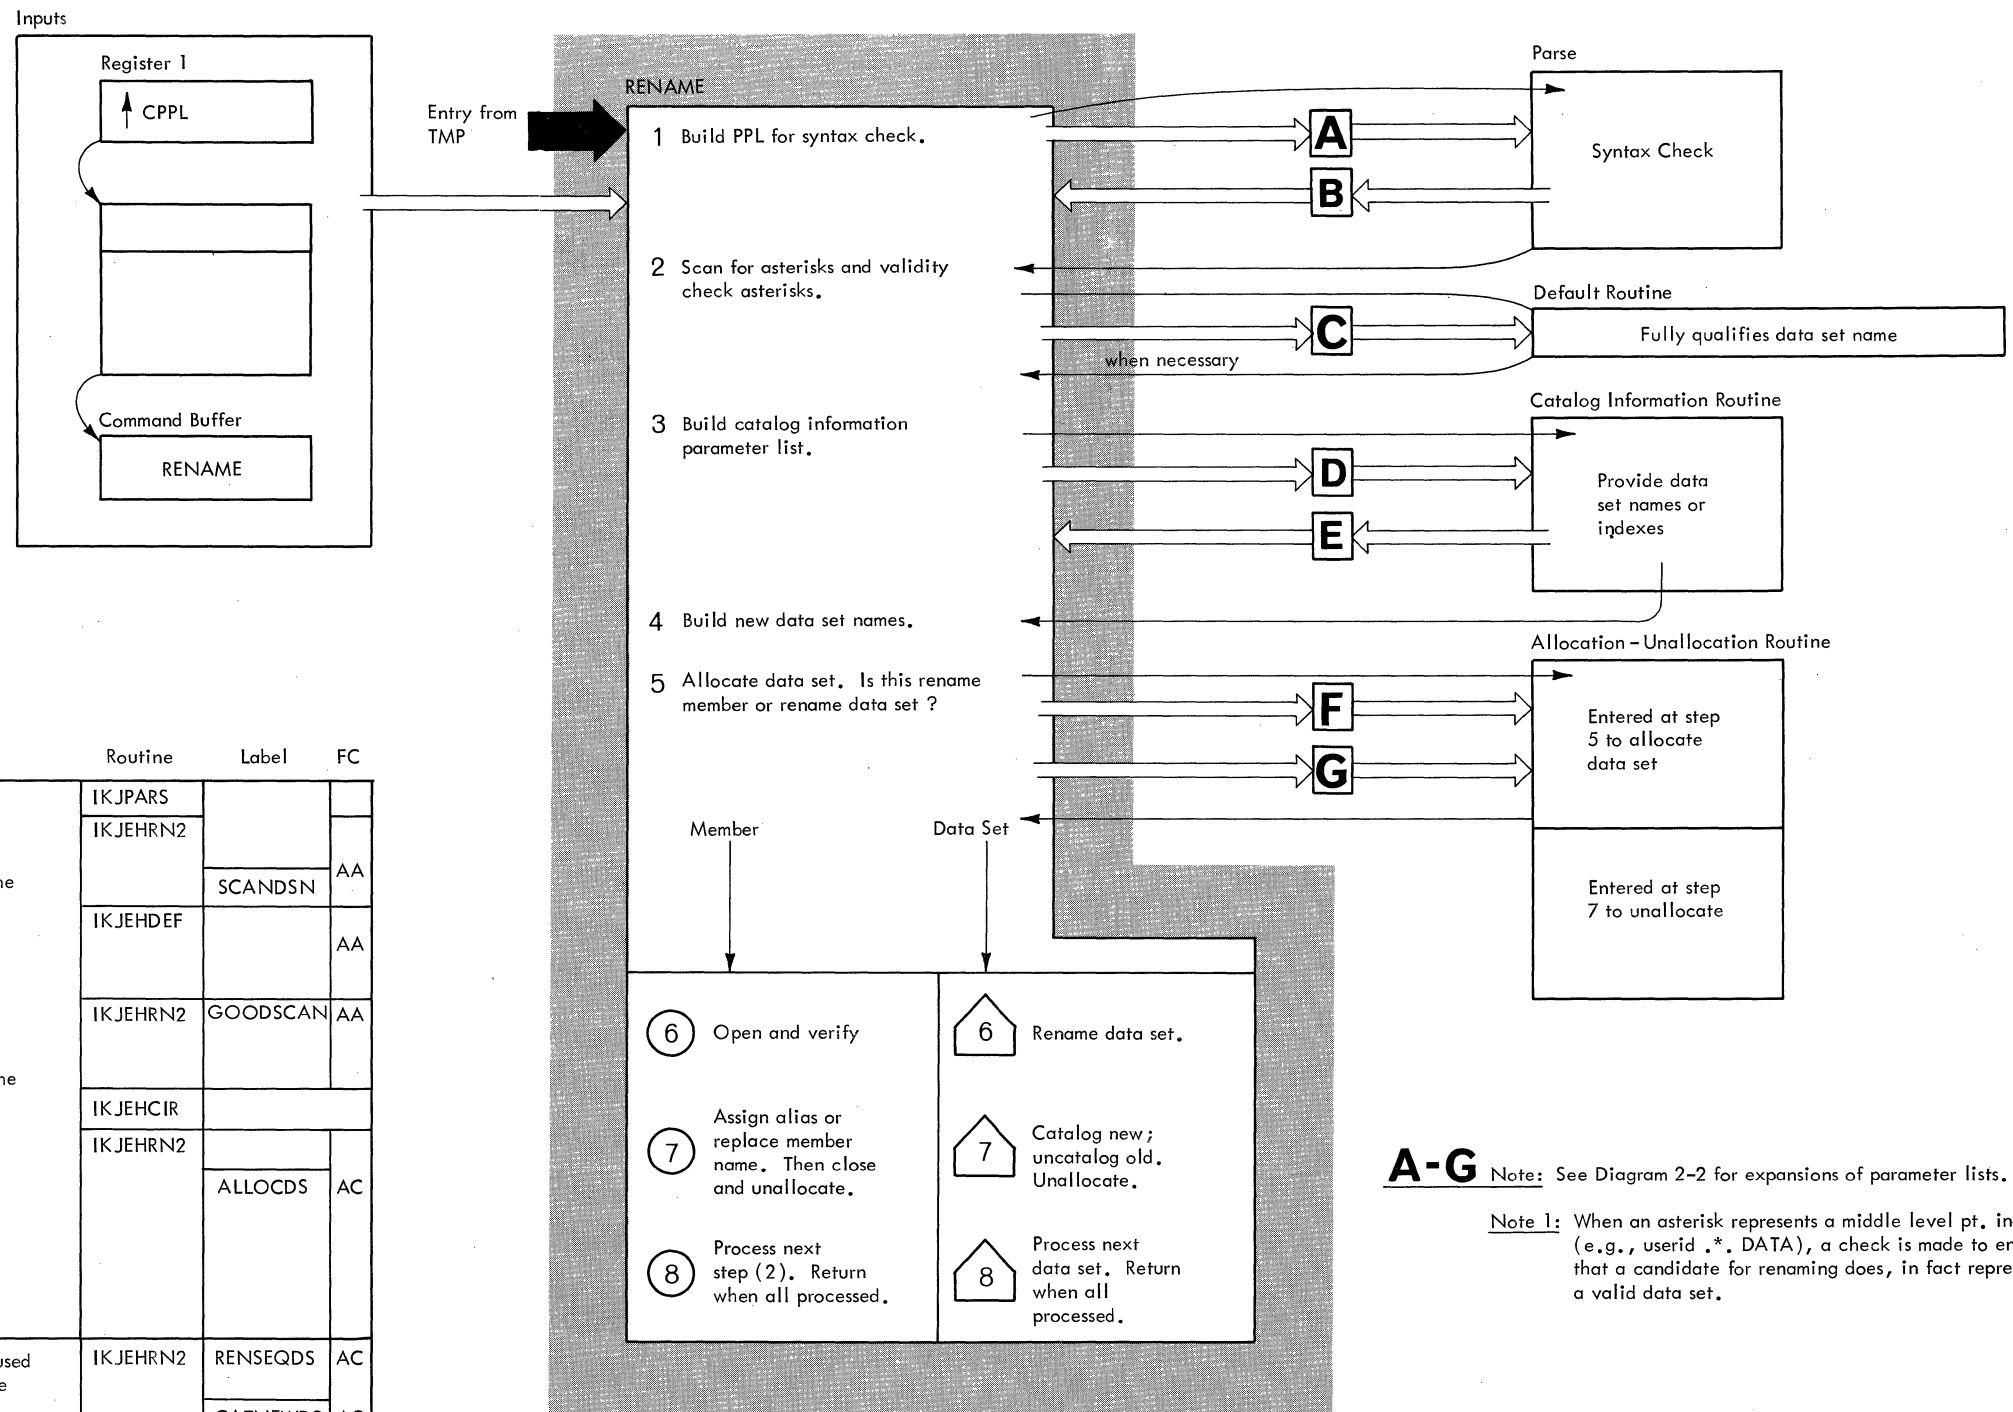 Inputs
Register 1
CPPL
Command Buffer
RENAME
Entry from
TMP
RENAME
1 Build PPL for syntax check.
2 Scan for asterisks and validity
check asterisks.
when necessary
3 Build catalog information
parameter list.
4 Build new data set names.
5 Allocate data set. Is this rename
member or rename data set ?
Member
Data Set
6 Open and verify
7 Assign alias or
replace member
name. Then close
and unallocate.
8 Process next
step (2). Return
when all processed.
6 Rename data set.
7 Catalog new;
uncatalog old.
Unallocate.
8 Process next
data set. Return
when all
processed.
A
B
C
D
E
F
G
Parse
Syntax Check
Default Routine
Fully qualifies data set name
Catalog Information Routine
Provide data
set names or
indexes
Allocation - Unallocation Routine
Entered at step
5 to allocate
data set
Entered at step
7 to unallocate
Routine Label FC
IKJPARS
IKJEHRN2
AA
SCANDSN
IKJEHDEF
AA
IKJEHRN2 GOODSCAN AA
IKJEHCIR
IKJEHRN2
ALLOCDS AC
IKJEHRN2 RENSEQDS AC
A-G Note: See Diagram 2-2 for expansions of parameter lists.
Note 1: When an asterisk represents a middle level pt. in
(e.g., userid .*. DATA), a check is made to
that a candidate for renaming does, in fact
a valid data set.